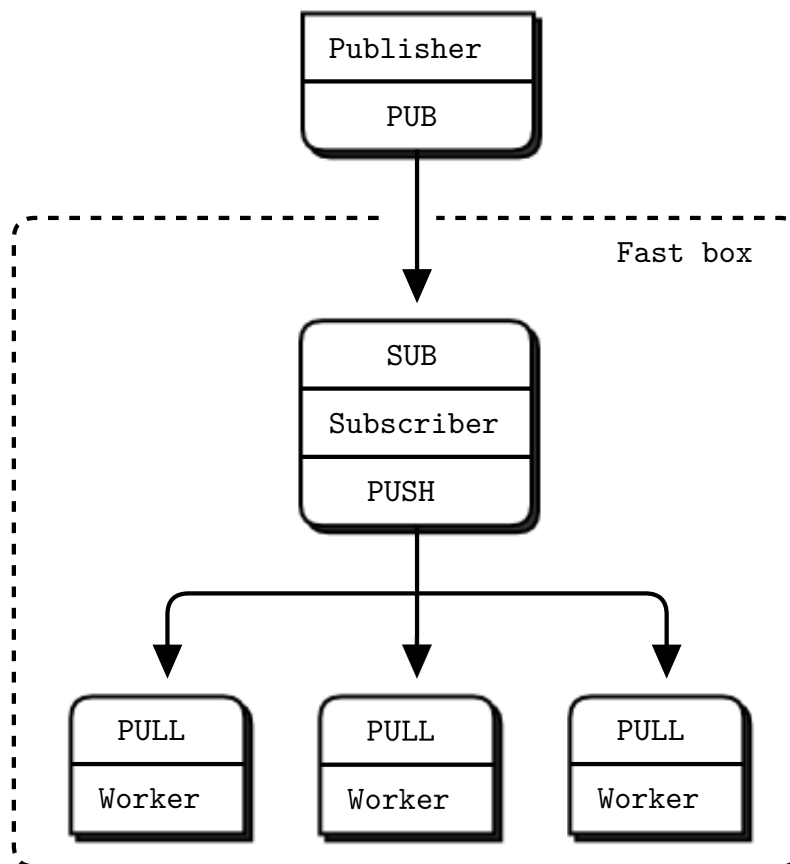 Publisher
PUB
Fast box
SUB
Subscriber
PUSH
PULL PULL PULL
Worker Worker Worker